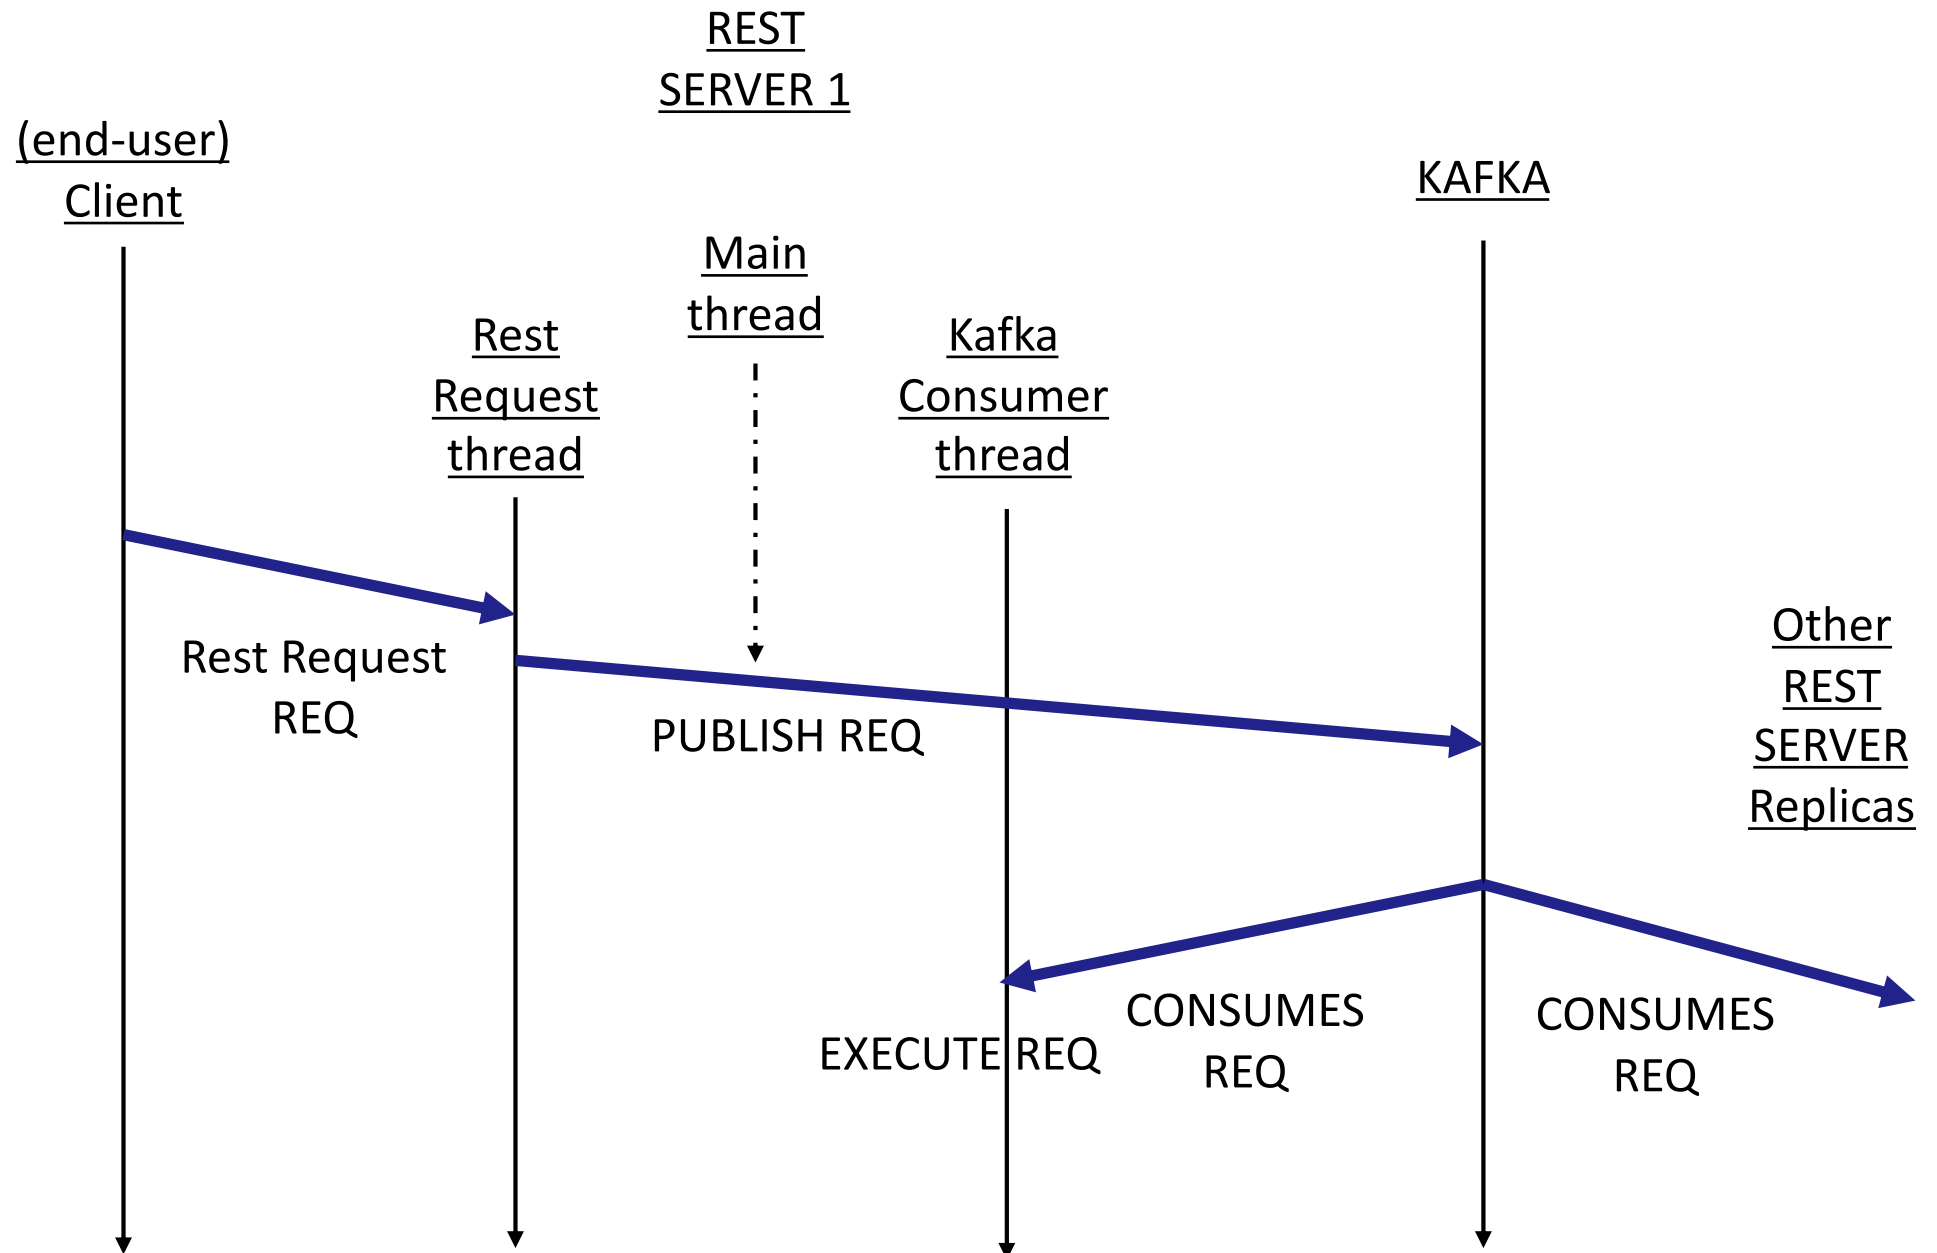 REST
SERVER 1
(end-user)
Client
KAFKA
Main
thread
Rest
Request
thread
Kafka
Consumer
thread
Rest Request
REQ
PUBLISH REQ
Other
REST
SERVER
Replicas
EXECUTE REQ
CONSUMES
REQ
CONSUMES
REQ